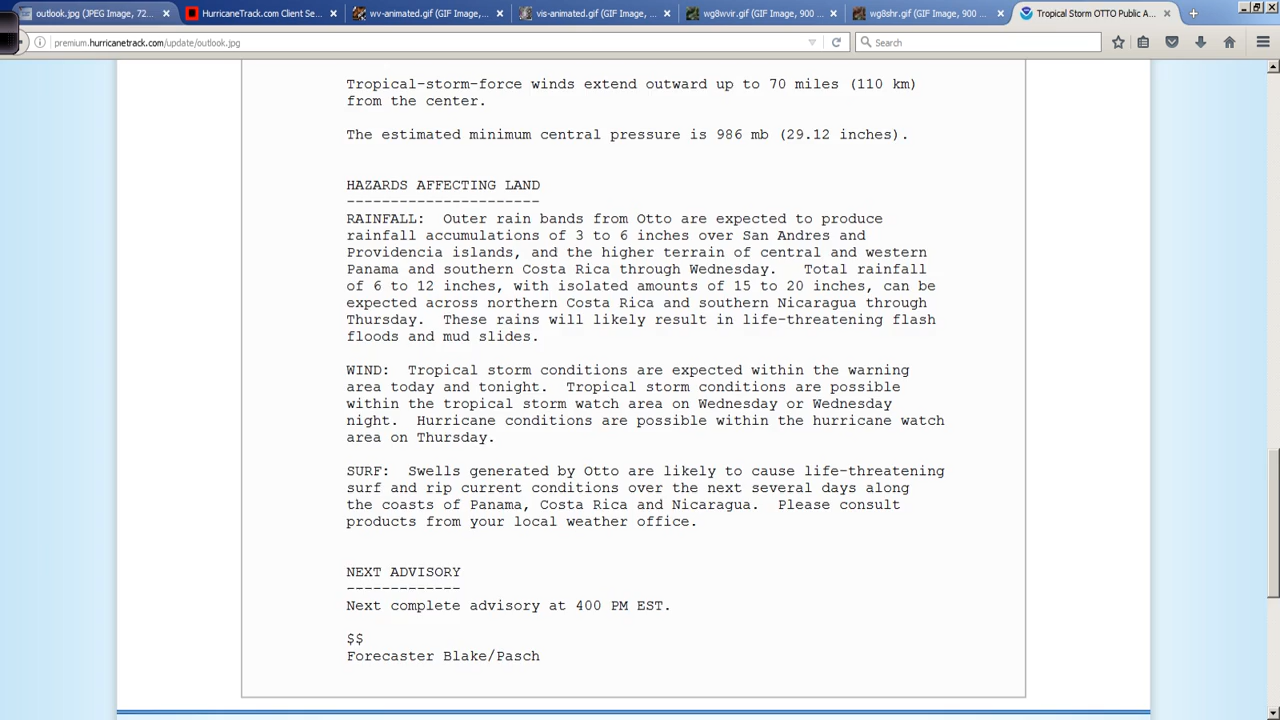 outlook.jpg (JPEG Image, 72...
HurricaneTrack.com Client Se...
wv-animated.gif (GIF Image, ...
vis-animated.gif (GIF Image, ...
wg8wvir.gif (GIF Image, 900 ...
wg8shr.gif (GIF Image, 900 ...
Tropical Storm OTTO Public A...
premium.hurricanetrack.com/update/outlook.jpg
Search
Tropical-storm-force winds extend outward up to 70 miles (110 km)
from the center.
The estimated minimum central pressure is 986 mb (29.12 inches).
HAZARDS AFFECTING LAND
----------------------
RAINFALL:  Outer rain bands from Otto are expected to produce
rainfall accumulations of 3 to 6 inches over San Andres and
Providencia islands, and the higher terrain of central and western
Panama and southern Costa Rica through Wednesday.   Total rainfall
of 6 to 12 inches, with isolated amounts of 15 to 20 inches, can be
expected across northern Costa Rica and southern Nicaragua through
Thursday.  These rains will likely result in life-threatening flash
floods and mud slides.
WIND:  Tropical storm conditions are expected within the warning
area today and tonight.  Tropical storm conditions are possible
within the tropical storm watch area on Wednesday or Wednesday
night.  Hurricane conditions are possible within the hurricane watch
area on Thursday.
SURF:  Swells generated by Otto are likely to cause life-threatening
surf and rip current conditions over the next several days along
the coasts of Panama, Costa Rica and Nicaragua.  Please consult
products from your local weather office.
NEXT ADVISORY
-------------
Next complete advisory at 400 PM EST.
$$
Forecaster Blake/Pasch